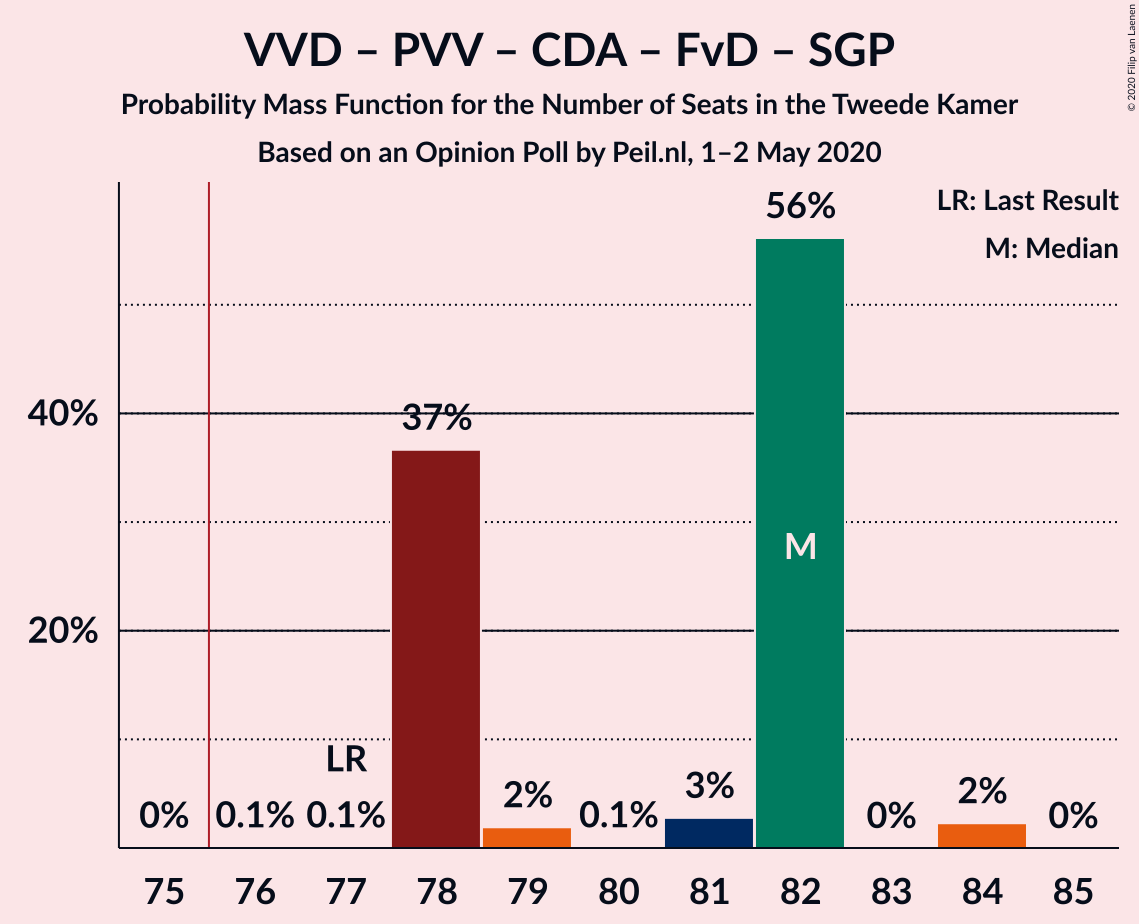 VVD – PVV – CDA – FvD – SGP
Probability Mass Function for the Number of Seats in the Tweede Kamer
Based on an Opinion Poll by Peil.nl, 1–2 May 2020
© 2020 Filip van Laenen
LR: Last Result
M: Median
56%
40%
37%
M
20%
LR
0%
0.1%
0.1%
2%
0.1%
3%
0%
2%
0%
75 76 77 78 79 80 81 82 83 84 85